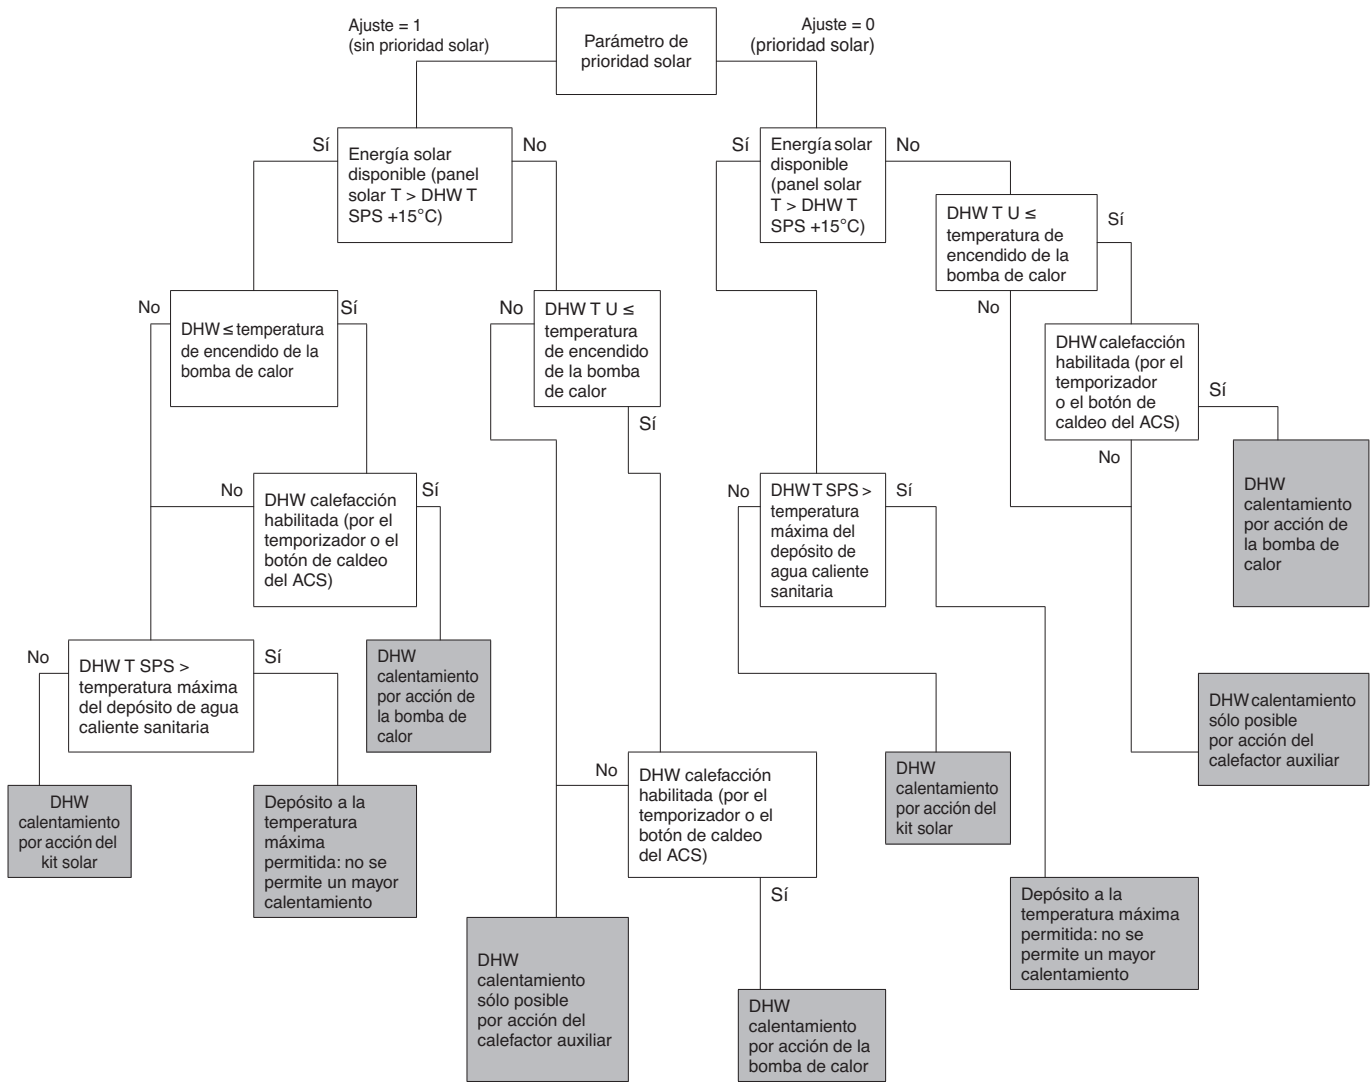 Ajuste = 1
(sin prioridad solar)
Parámetro de
prioridad solar
Ajuste = 0
(prioridad solar)
Sí
Energía solar
disponible (panel
solar T > DHW T
SPS +15°C)
No
Sí
Energía solar
disponible
(panel solar
T > DHW T
SPS +15°C)
No
DHW T U ≤
temperatura de
encendido de la
bomba de calor
Sí
No
No
DHW ≤ temperatura
de encendido de la
bomba de calor
Sí
No
DHW T U ≤
temperatura
de encendido
de la bomba
de calor
Sí
DHW calefacción
habilitada (por el
temporizador
o el botón de
caldeo del ACS)
Sí
No
No
DHW calefacción
habilitada (por el
temporizador o el
botón de caldeo
del ACS)
Sí
No
DHW T SPS >
temperatura
máxima del
depósito de
agua caliente
sanitaria
Sí
DHW
calentamiento
por acción de
la bomba de
calor
No
DHW T SPS >
temperatura máxima
del depósito de agua
caliente sanitaria
Sí
DHW
calentamiento
por acción de
la bomba de
calor
DHW calentamiento
sólo posible
por acción del
calefactor auxiliar
No
DHW calefacción
habilitada (por el
temporizador o el
botón de caldeo
del ACS)
Sí
DHW
calentamiento
por acción del
kit solar
DHW
calentamiento
por acción del
kit solar
Depósito a la
temperatura
máxima
permitida: no se
permite un mayor
calentamiento
Depósito a la
temperatura máxima
permitida: no se
permite un mayor
calentamiento
DHW
calentamiento
sólo posible
por acción del
calefactor auxiliar
DHW
calentamiento
por acción de la
bomba de calor